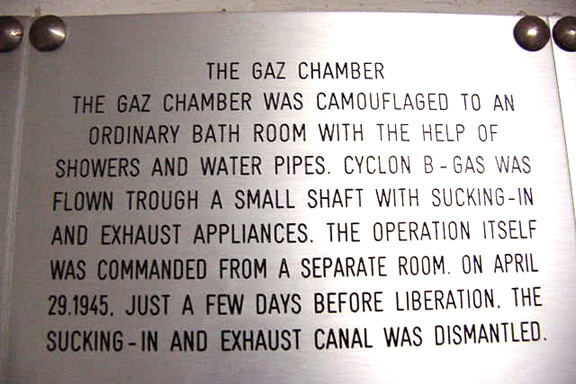 THE GAZ CHAMBER
THE GAZ CHAMBER WAS CAMOUFLAGED TO AN
ORDINARY BATH ROOM WITH THE HELP OF
SHOWERS AND WATER PIPES. CYCLON B-GAS WAS
FLOWN TROUGH A SMALL SHAFT WITH SUCKING-IN
AND EXHAUST APPLIANCES. THE OPERATION ITSELF
WAS COMMANDED FROM A SEPARATE ROOM. ON APRIL
29.1945, JUST A FEW DAYS BEFORE LIBERATION, THE
SUCKING-IN AND EXHAUST CANAL WAS DISMANTLED.